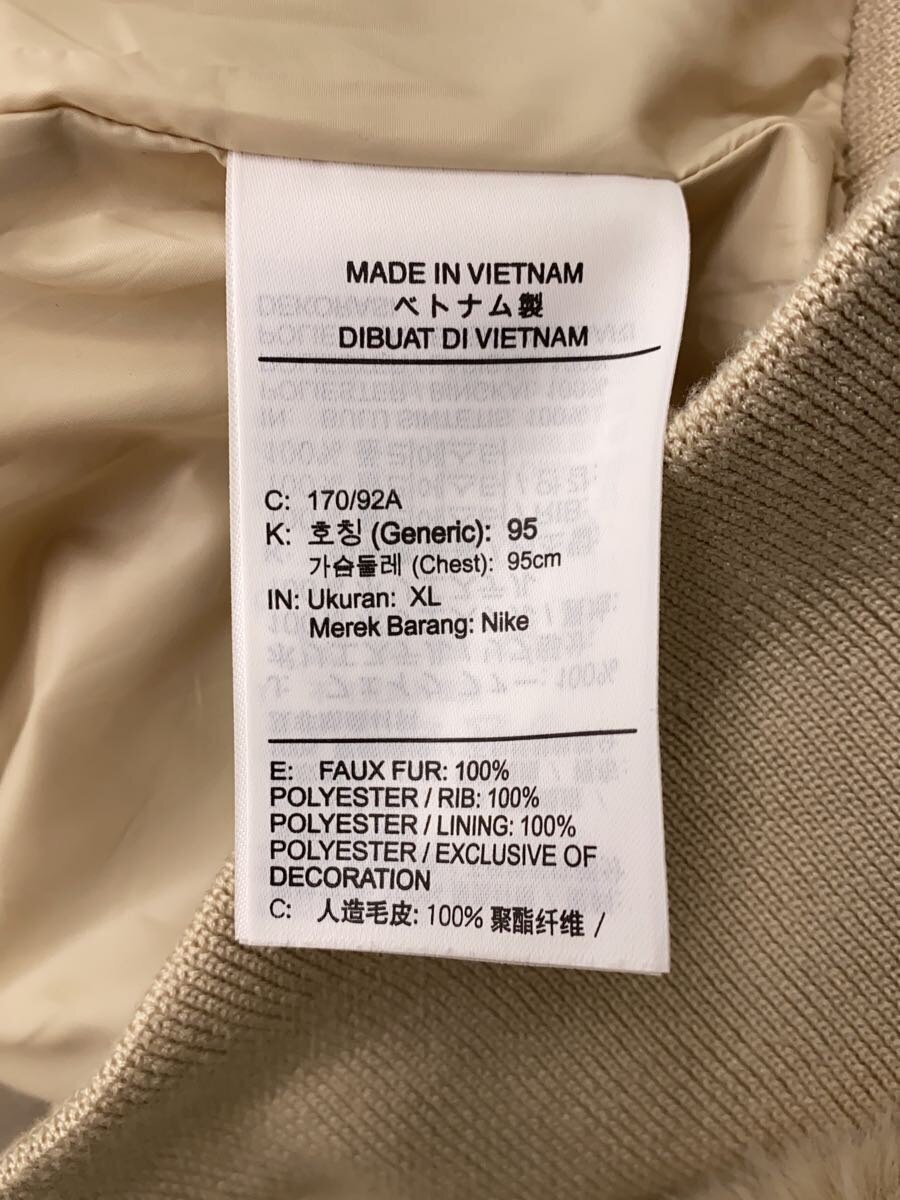 MADE IN VIETNAM
ベトナム製
DIBUAT DI VIETNAM
C: 170/92A
K: 호칭 (Generic): 95
가슴둘레 (Chest): 95cm
IN: Ukuran: XL
Merek Barang: Nike
E: FAUX FUR: 100%
POLYESTER / RIB: 100%
POLYESTER / LINING: 100%
POLYESTER / EXCLUSIVE OF
DECORATION
C: 人造毛皮: 100% 聚酯纤维 /